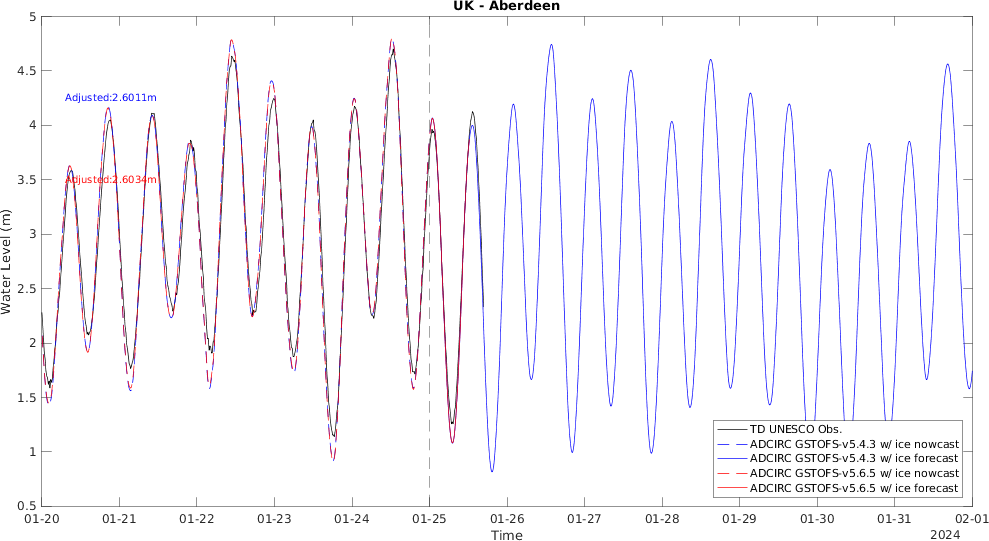 UK - Aberdeen
5
4.5
4
3.5
3
2.5
2
1.5
1
0.5
Water Level (m)
Adjusted:2.6011m
Adjusted:2.6034m
TD UNESCO Obs.
ADCIRC GSTOFS-v5.4.3 w/ ice nowcast
ADCIRC GSTOFS-v5.4.3 w/ ice forecast
ADCIRC GSTOFS-v5.6.5 w/ ice nowcast
ADCIRC GSTOFS-v5.6.5 w/ ice forecast
01-20 01-21 01-22 01-23 01-24 01-25 01-26 01-27 01-28 01-29 01-30 01-31 02-01
Time
2024